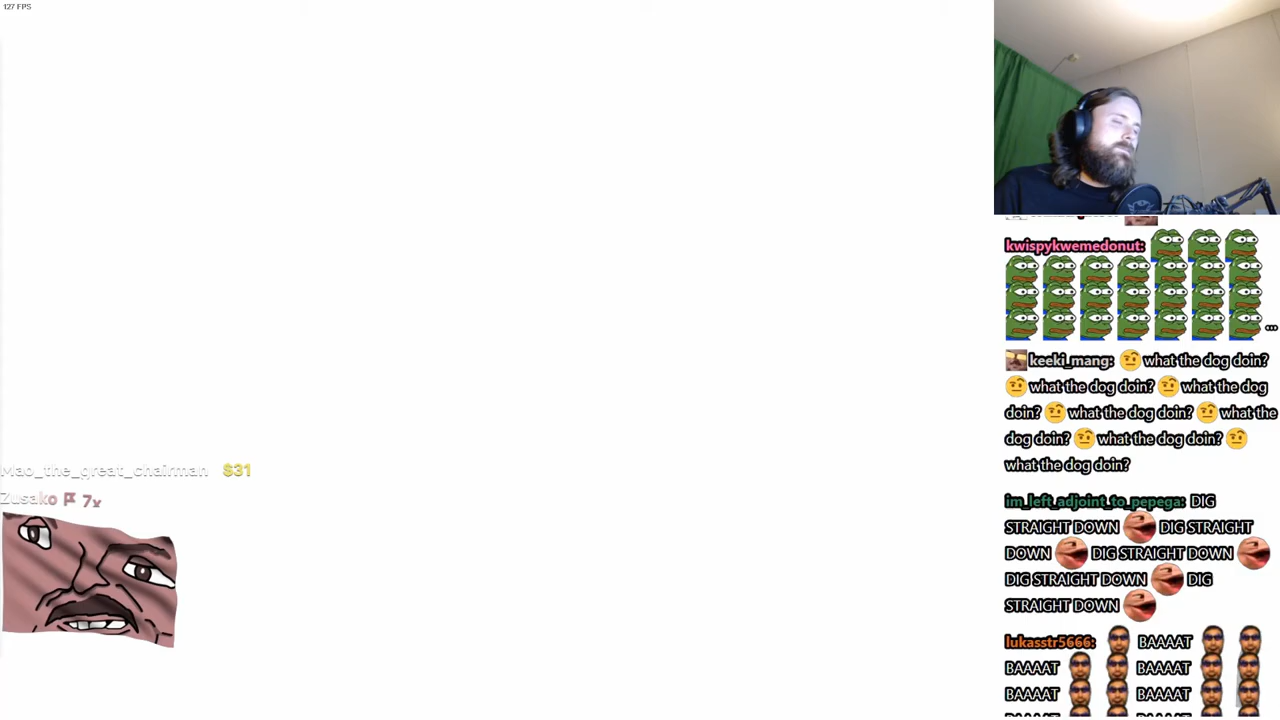 127 FPS
kwispykwemedonut:
...
keeki_mang: what the dog doin?
what the dog doin? what the dog
doin? what the dog doin? what the
dog doin? what the dog doin?
what the dog doin?
Mao_the_great_chairman $31
Zusako 7x
im_left_adjoint_to_pepega: DIG
STRAIGHT DOWN DIG STRAIGHT
DOWN DIG STRAIGHT DOWN
DIG STRAIGHT DOWN DIG
STRAIGHT DOWN
lukasstr5666: BAAAAT
BAAAAT BAAAAT
BAAAAT BAAAAT